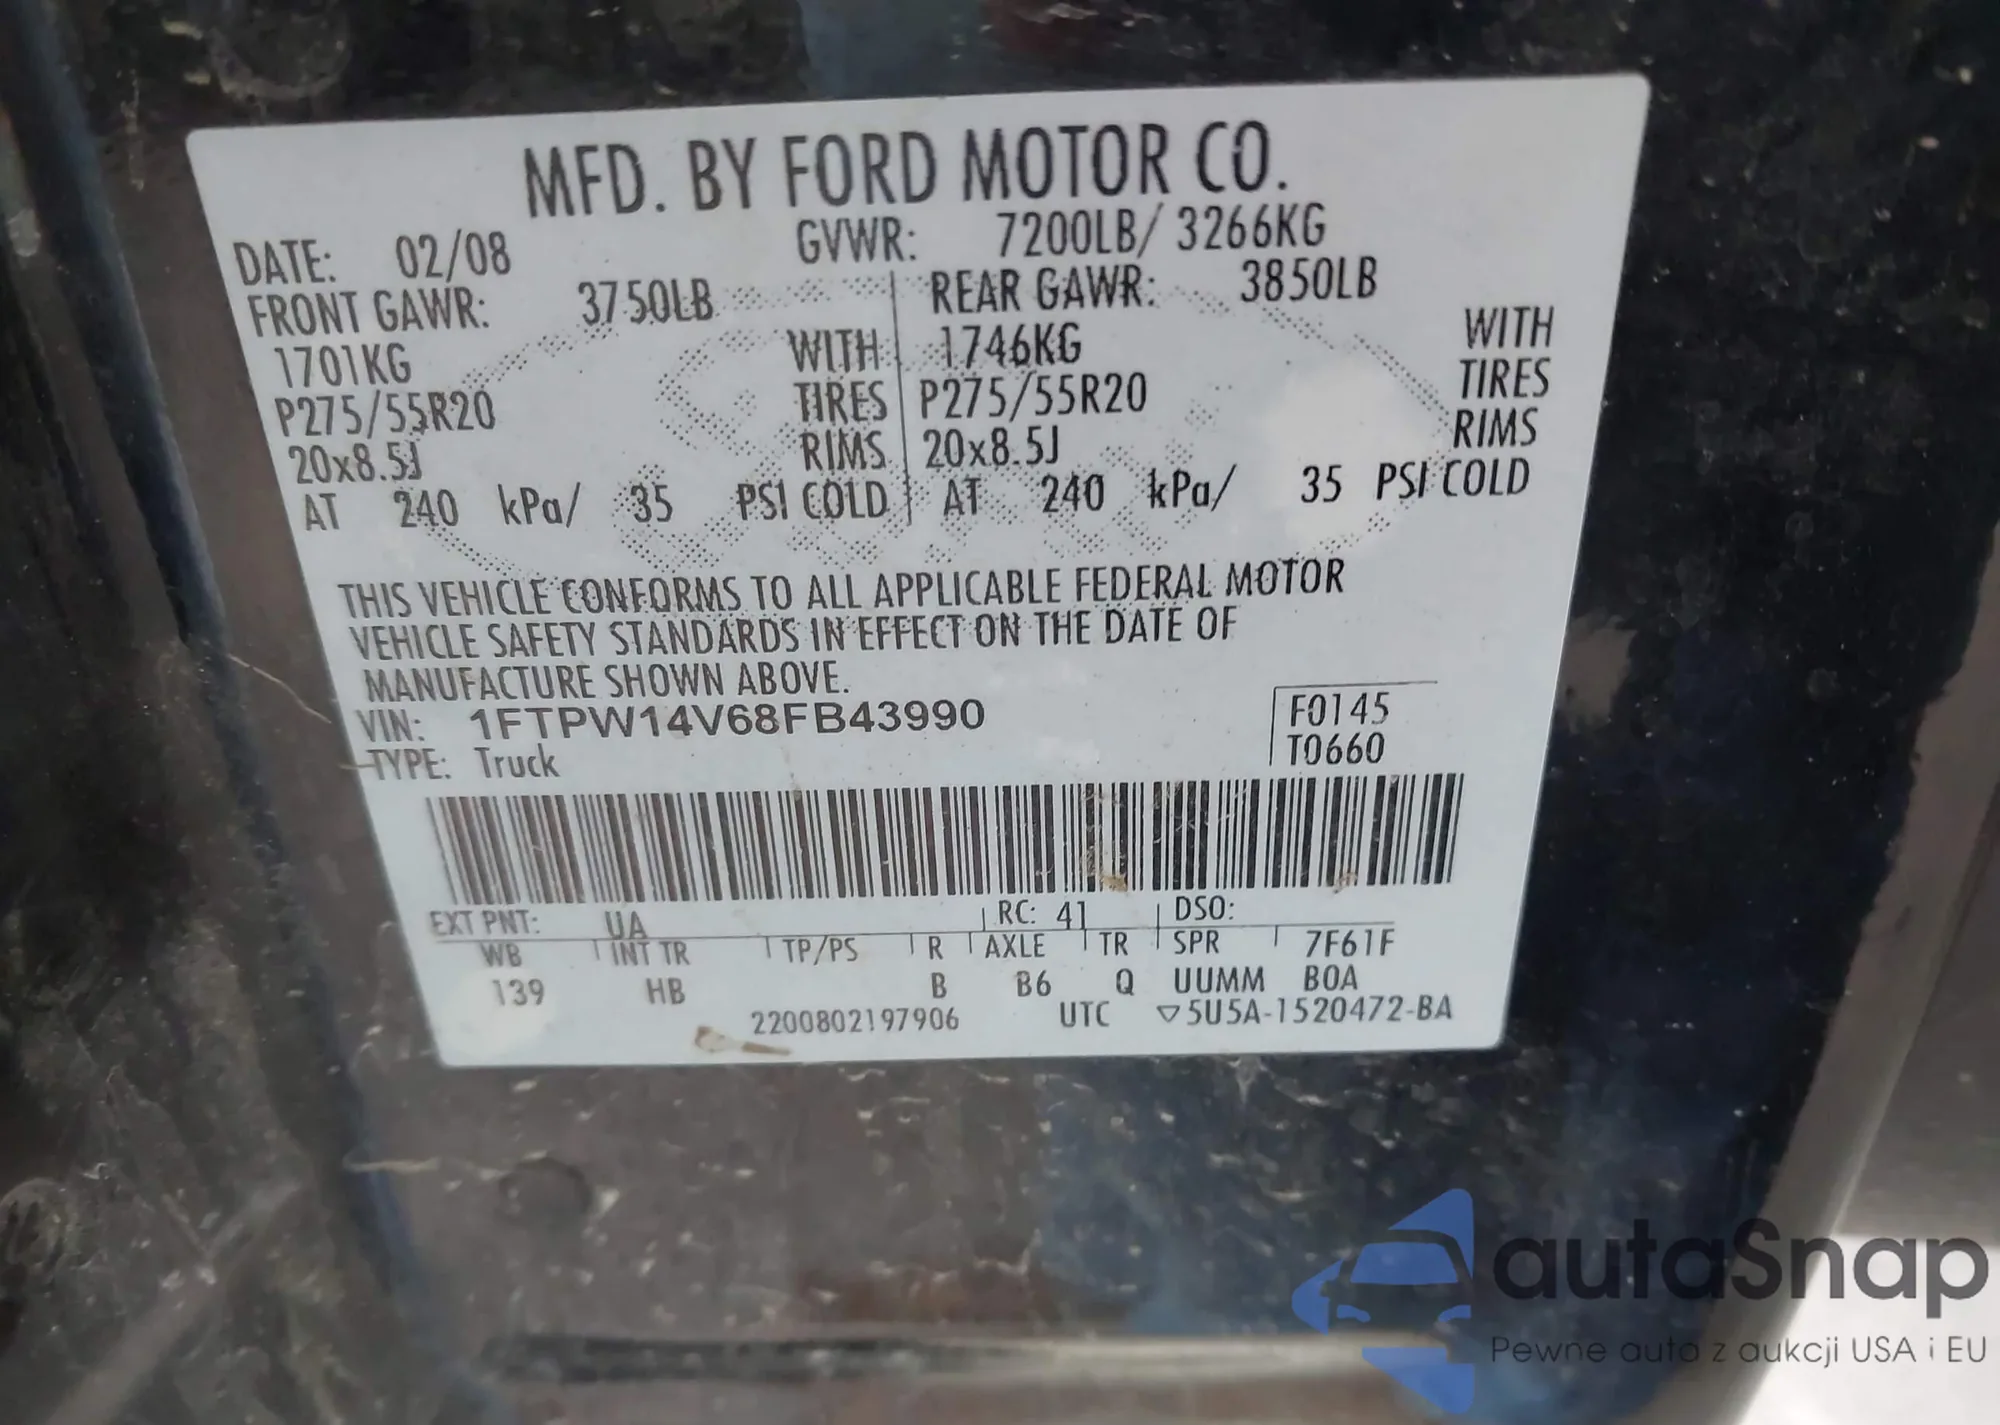 MFD. BY FORD MOTOR CO.
DATE: 02/08 GVWR: 7200LB/ 3266KG
FRONT GAWR: 3750LB REAR GAWR: 3850LB
1701KG WITH 1746KG WITH
P275/55R20 TIRES P275/55R20 TIRES
20x8.5J RIMS 20x8.5J RIMS
AT 240 kPa/ 35 PSI COLD AT 240 kPa/ 35 PSI COLD
THIS VEHICLE CONFORMS TO ALL APPLICABLE FEDERAL MOTOR
VEHICLE SAFETY STANDARDS IN EFFECT ON THE DATE OF
MANUFACTURE SHOWN ABOVE.
VIN: 1FTPW14V68FB43990 F0145
TYPE: Truck T0660
EXT PNT: UA RC: 41 DSO:
WB INT TR TP/PS R AXLE TR SPR 7F61F
139 HB B B6 Q UUMM B0A
2200802197906 UTC ▽5U5A-1520472-BA
autaSnap
Pewne auto z aukcji USA i EU